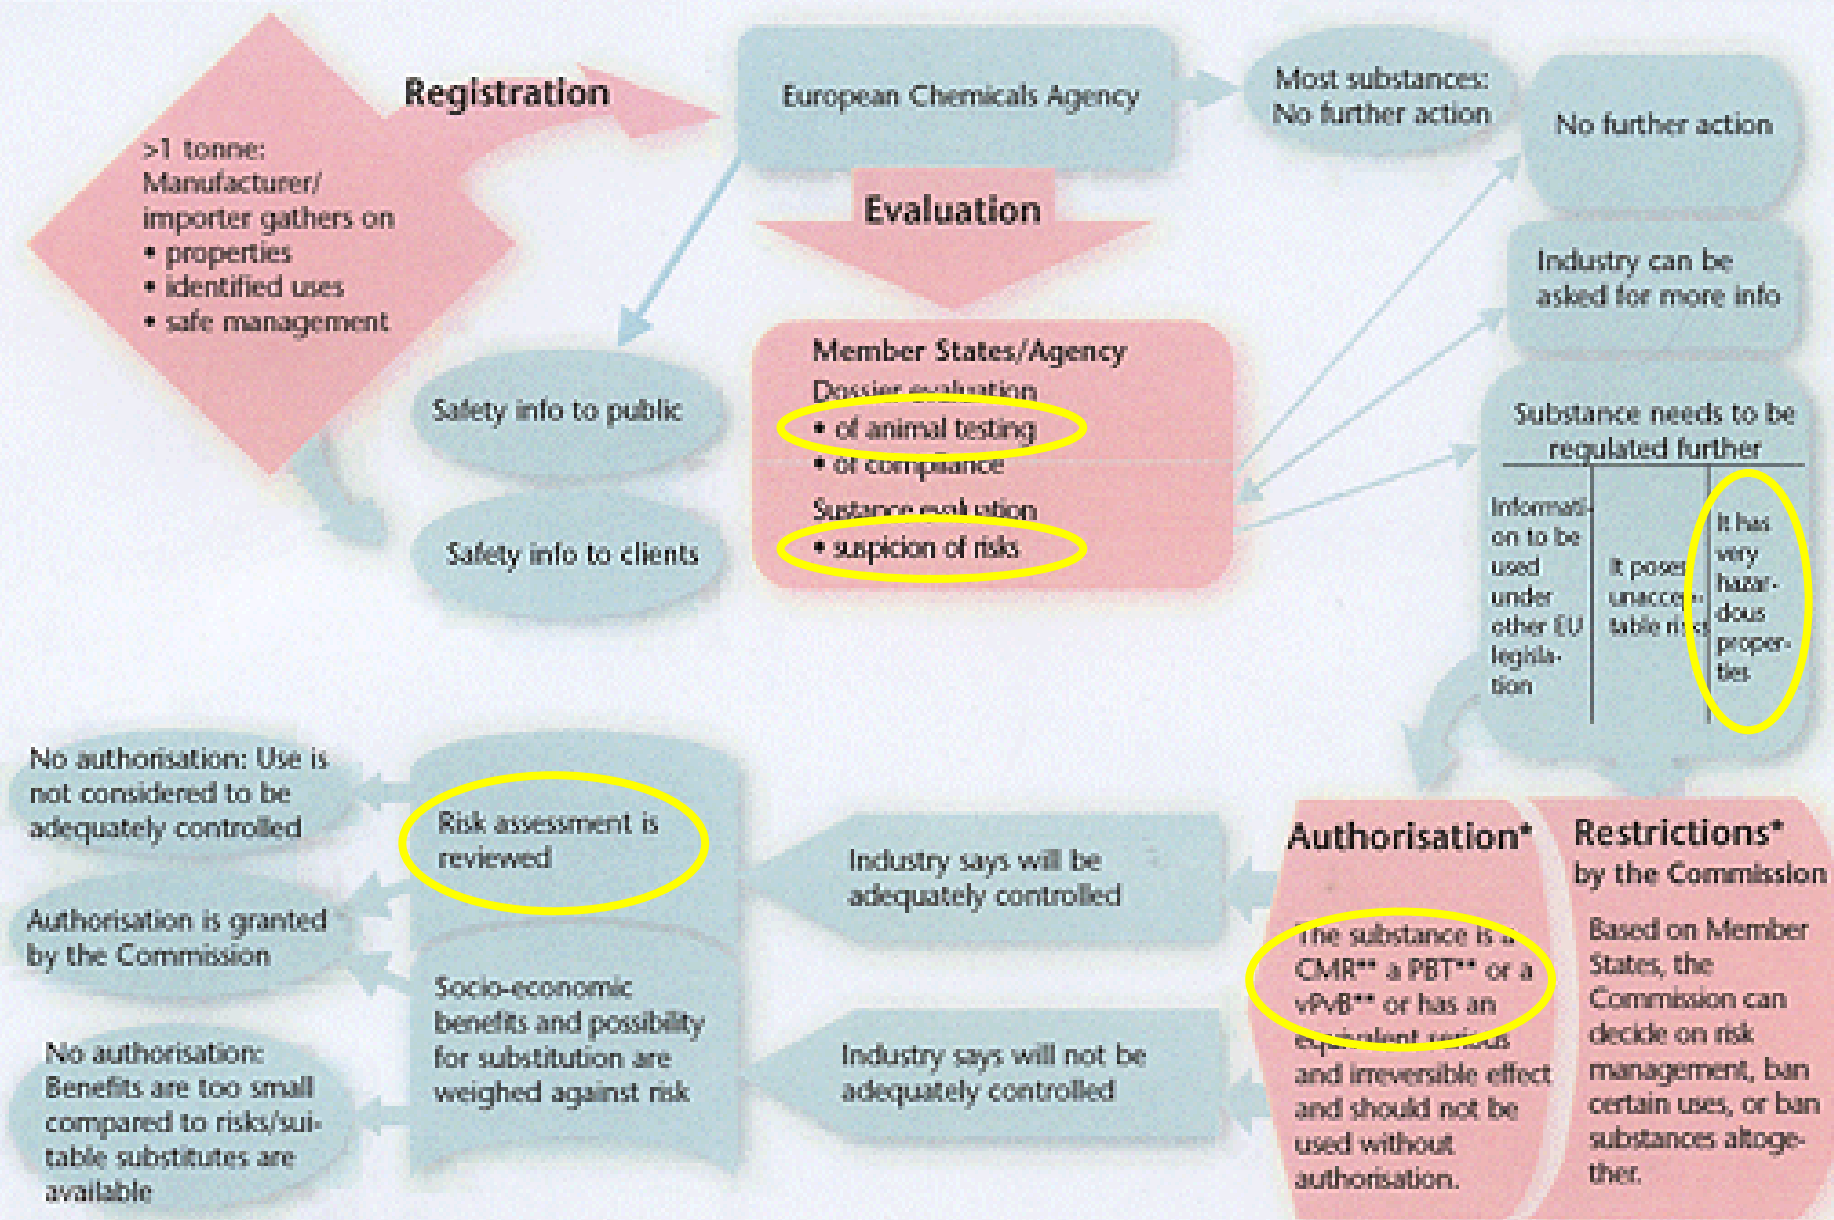 Registration
>1 tonne:
Manufacturer/
importer gathers on
• properties
• identified uses
• safe management
European Chemicals Agency
Most substances:
No further action
No further action
Evaluation
Industry can be
asked for more info
Safety info to public
Safety info to clients
Member States/Agency
Dossier evaluation
• of animal testing
• of compliance
Sustance evaluation
• suspicion of risks
Substance needs to be
regulated further
Informati-
on to be
used
under
other EU
legisla-
tion
It poses
unaccep-
table risks
It has
very
hazar-
dous
proper-
ties
Authorisation*
The substance is a
CMR** a PBT** or a
vPvB** or has an
equivalent serious
and irreversible effect
and should not be
used without
authorisation.
Restrictions*
by the Commission
Based on Member
States, the
Commission can
decide on risk
management, ban
certain uses, or ban
substances altoge-
ther.
Industry says will be
adequately controlled
Industry says will not be
adequately controlled
Risk assessment is
reviewed
Socio-economic
benefits and possibility
for substitution are
weighed against risk
No authorisation: Use is
not considered to be
adequately controlled
Authorisation is granted
by the Commission
No authorisation:
Benefits are too small
compared to risks/sui-
table substitutes are
available